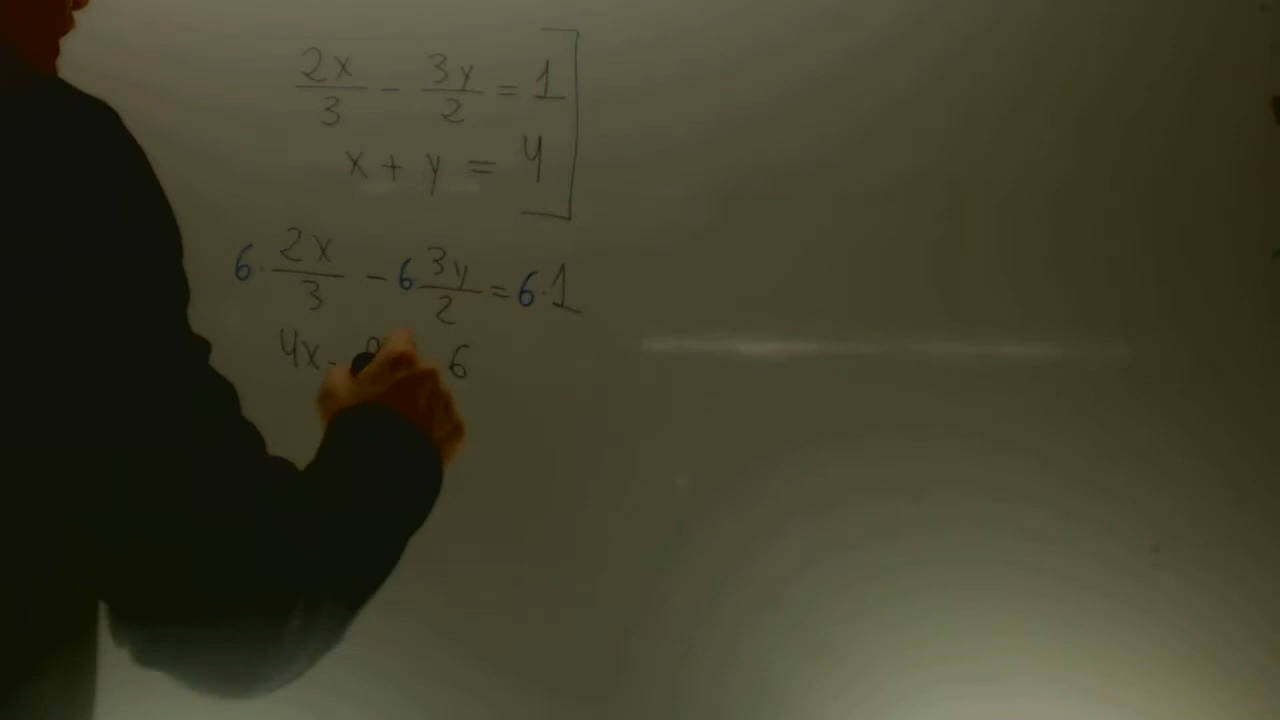 2x/3 - 3y/2 = 1
x + y = 4
6·2x/3 - 6 3y/2 = 6·1
4x - 6